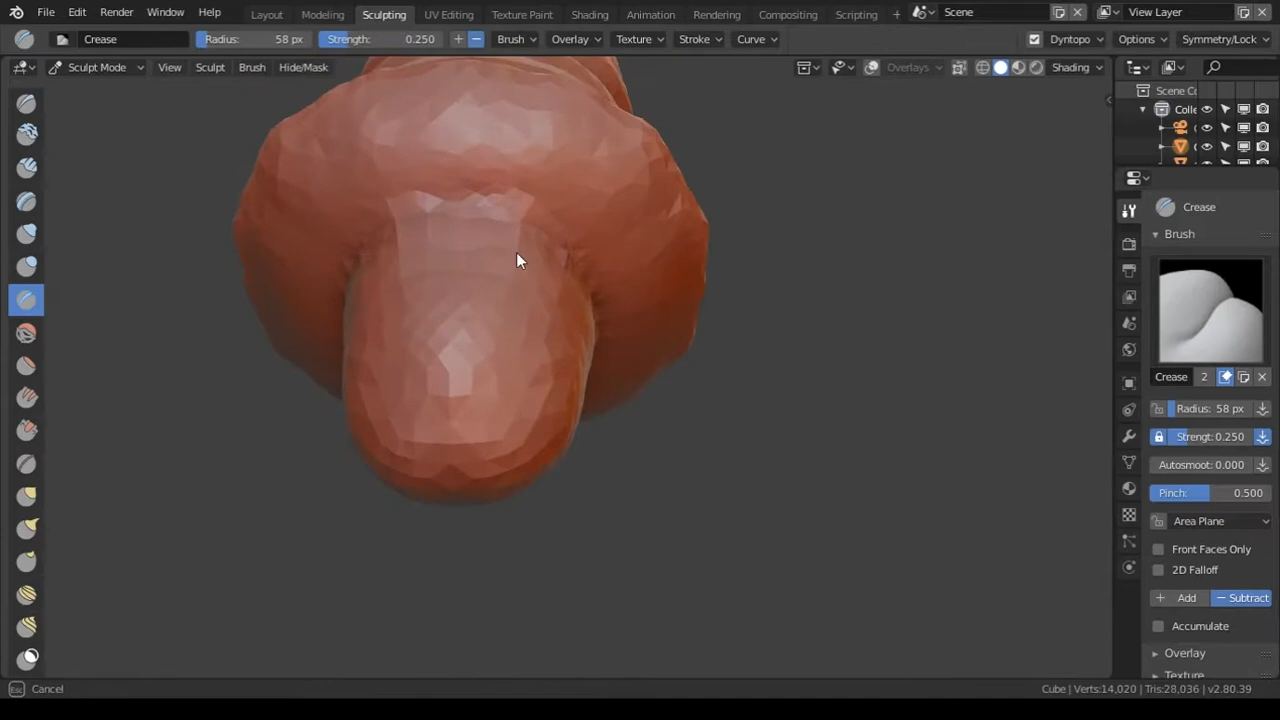 File Edit Render Window Help Layout Modeling Sculpting UV Editing Texture Paint Shading Animation Rendering Compositing Scripting + Scene View Layer
Crease Radius: 58 px Strength: 0.250 + − Brush Overlay Texture Stroke Curve Dyntopo Options Symmetry/Lock
Sculpt Mode View Sculpt Brush Hide/Mask Overlays Shading
Scene Cc
Colle
Crease
Brush
Crease 2
Radius: 58 px
Strengt: 0.250
Autosmoot: 0.000
Pinch: 0.500
Area Plane
Front Faces Only
2D Falloff
+ Add − Subtract
Accumulate
Overlay
Texture
Esc Cancel Cube | Verts:14,020 | Tris:28,036 | v2.80.39